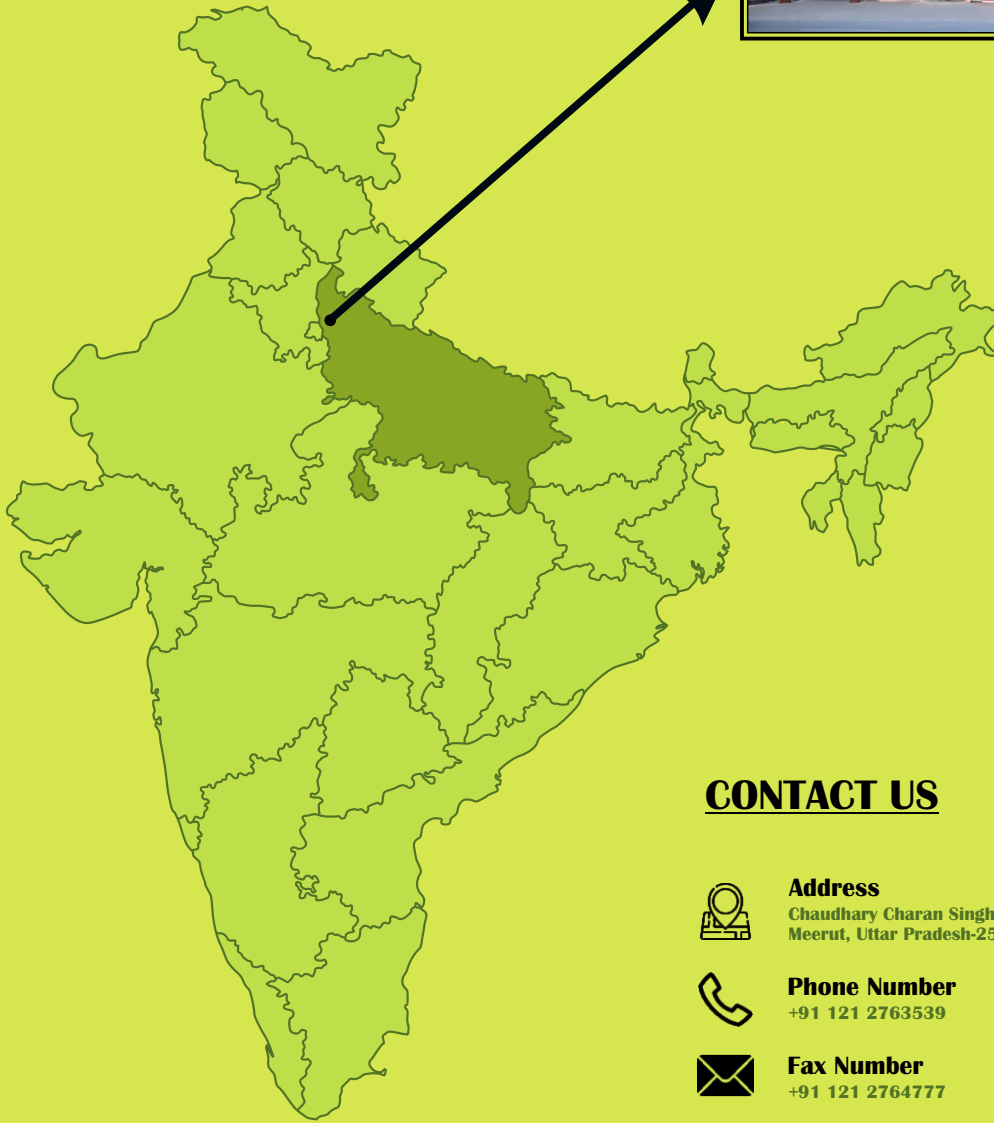 CONTACT US
Address
Chaudhary Charan Singh
Meerut, Uttar Pradesh-25
Phone Number
+91 121 2763539
Fax Number
+91 121 2764777